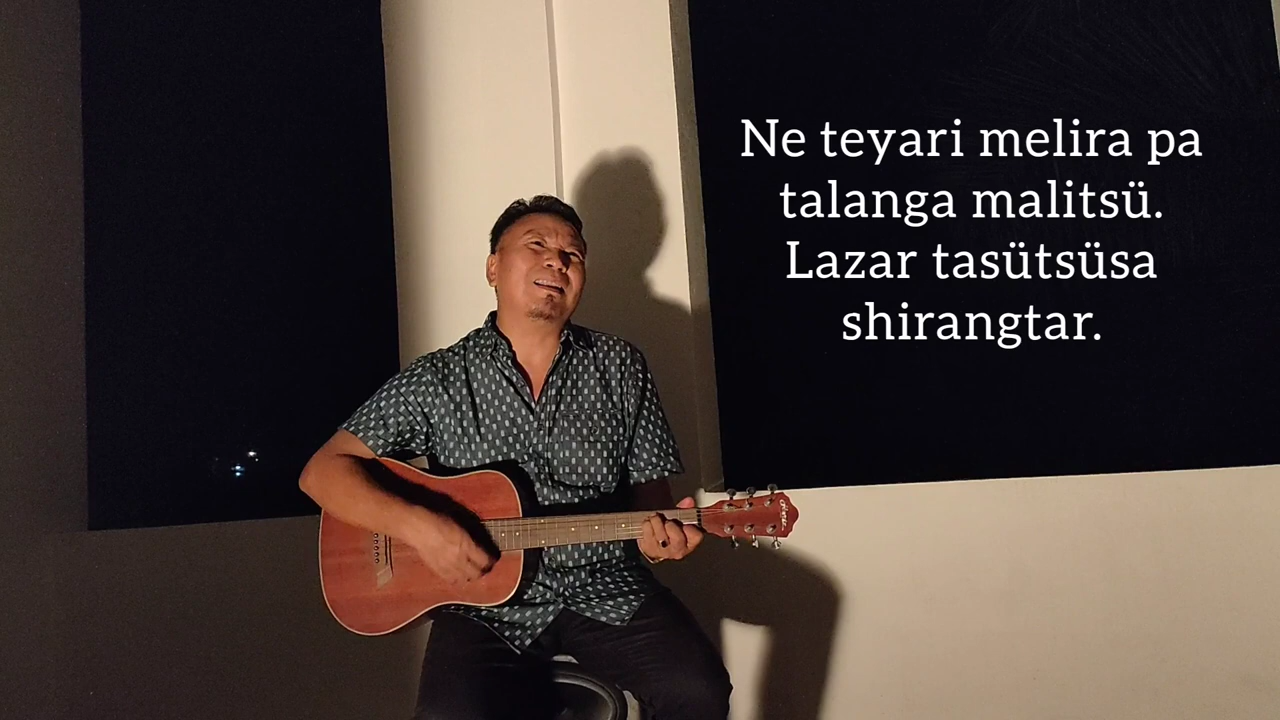 Ne teyari melira pa
talanga malitsü.
Lazar tasütsüsa
shirangtar.